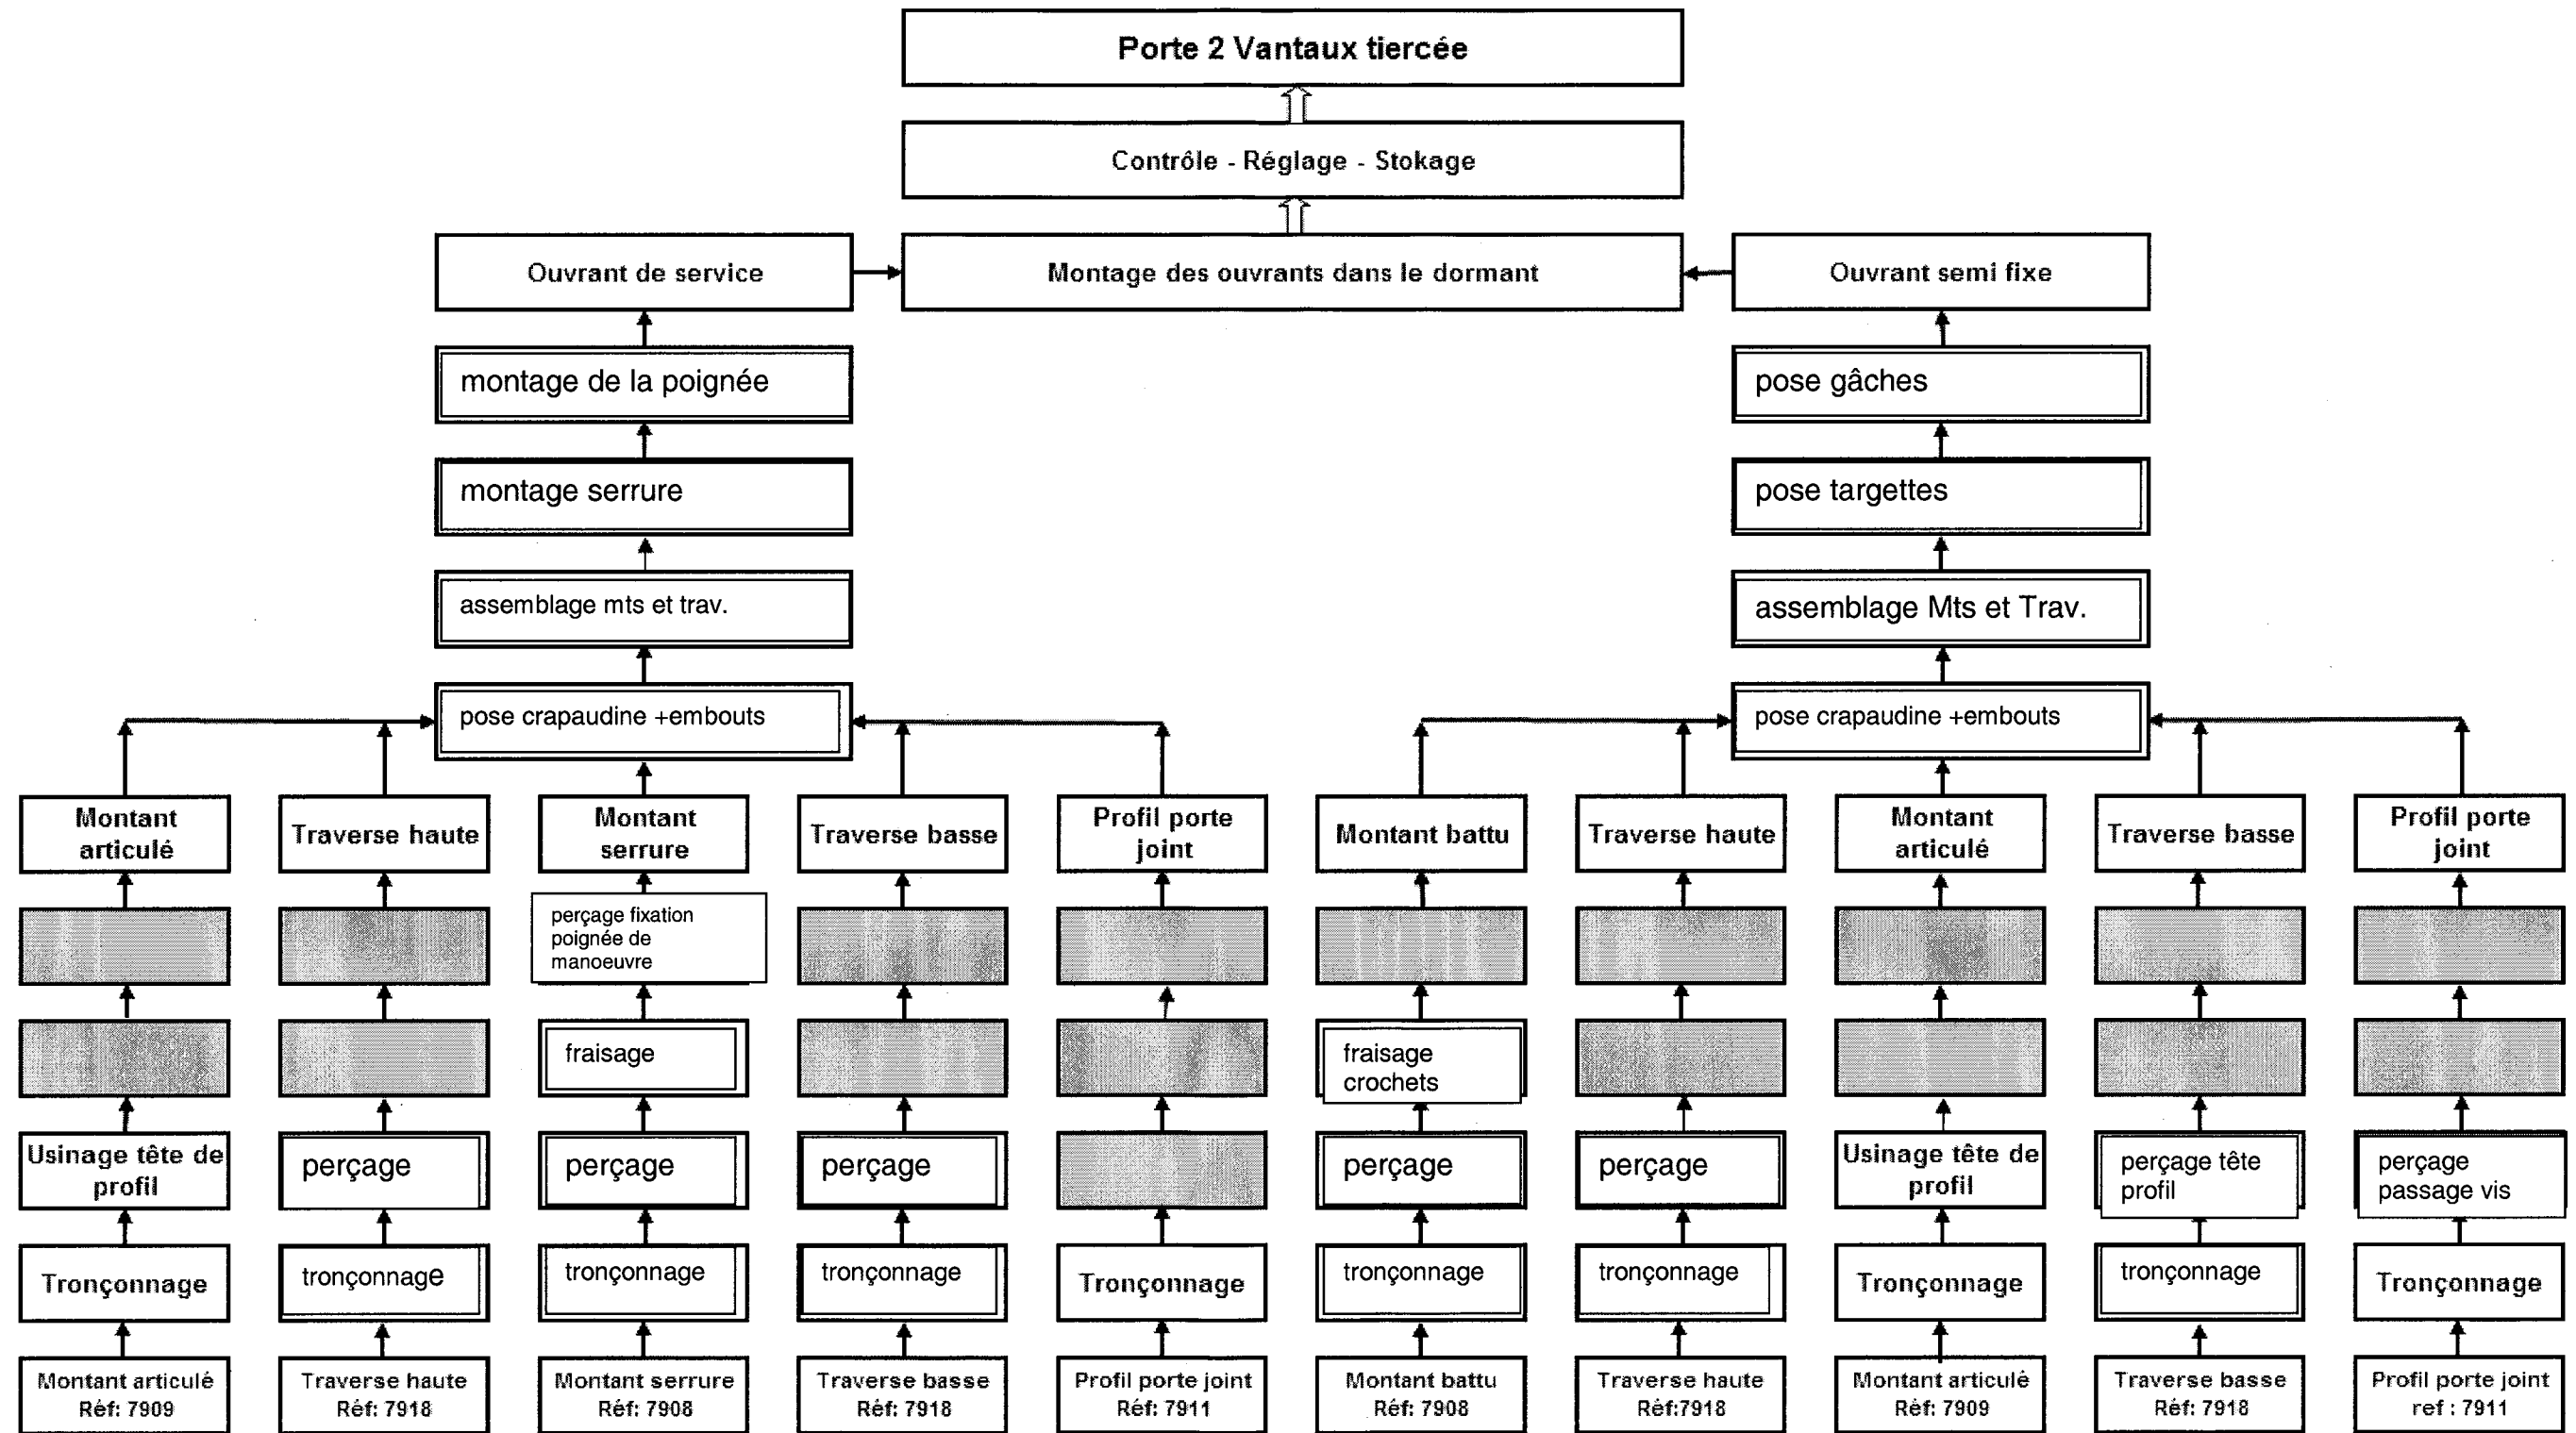 Porte 2 Vantaux tiercée
Contrôle - Réglage - Stokage
Ouvrant de service
Montage des ouvrants dans le dormant
Ouvrant semi fixe
montage de la poignée
pose gâches
montage serrure
pose targettes
assemblage mts et trav.
assemblage Mts et Trav.
pose crapaudine +embouts
pose crapaudine +embouts
Montant
articulé
Traverse haute
Montant
serrure
Traverse basse
Profil porte
joint
Montant battu
Traverse haute
Montant
articulé
Traverse basse
Profil porte
joint
perçage fixation
poignée de
manoeuvre
fraisage
fraisage
crochets
Usinage tête de
profil
perçage
perçage
perçage
perçage
perçage
Usinage tête de
profil
perçage tête
profil
perçage
passage vis
Tronçonnage
tronçonnage
tronçonnage
tronçonnage
Tronçonnage
tronçonnage
tronçonnage
Tronçonnage
tronçonnage
Tronçonnage
Montant articulé
Réf: 7909
Traverse haute
Réf: 7918
Montant serrure
Réf: 7908
Traverse basse
Réf: 7918
Profil porte joint
Réf: 7911
Montant battu
Réf: 7908
Traverse haute
Réf:7918
Montant articulé
Réf: 7909
Traverse basse
Réf: 7918
Profil porte joint
ref : 7911